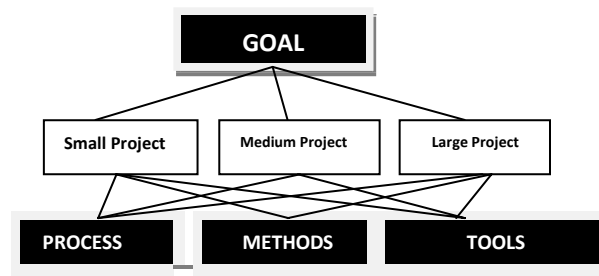 GOAL
Small Project
Medium Project
Large Project
PROCESS
METHODS
TOOLS